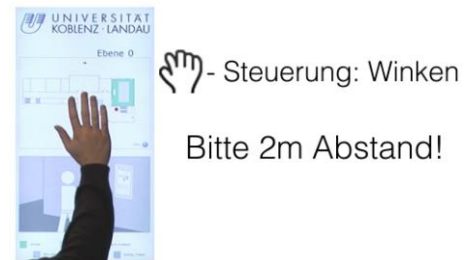 UNIVERSITÄT
KOBLENZ · LANDAU
Ebene 0
- Steuerung: Winken
Bitte 2m Abstand!